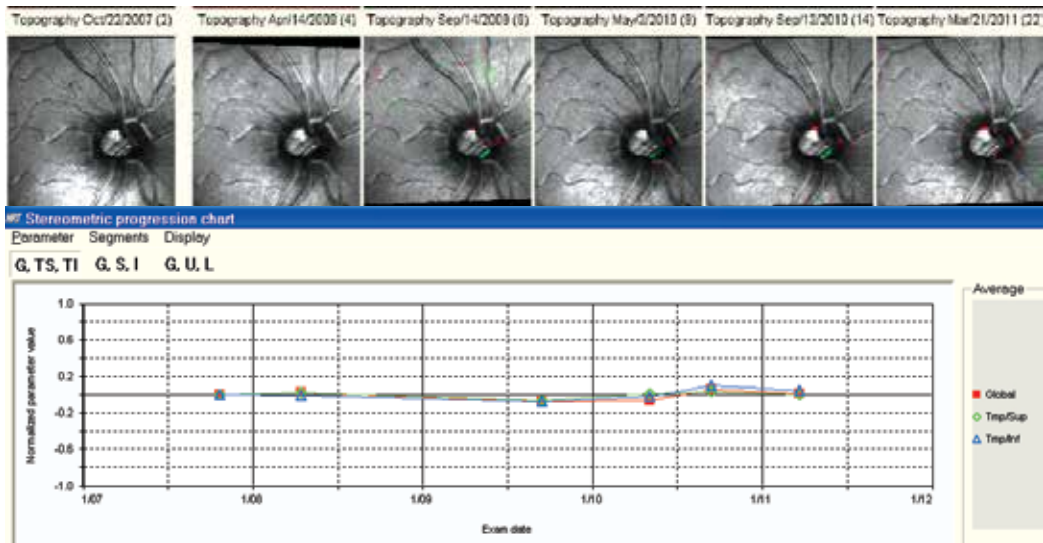 Topography Oct/22/2007 (2) Topography April/14/2008 (4) Topography Sep/14/2009 (6) Topography May/3/2010 (8) Topography Sep/13/2010 (14) Topography Mar/21/2011 (22)
Stereometric progression chart
Parameter Segments Display
G, TS, TI G, S, I G, U, L
Average
1.0
0.6
0.2
-0.2
-0.6
-1.0
Normalized parameter value
Global
Tmp/Sup
Tmp/Inf
1/07 1/08 1/09 1/10 1/11 1/12
Exam date